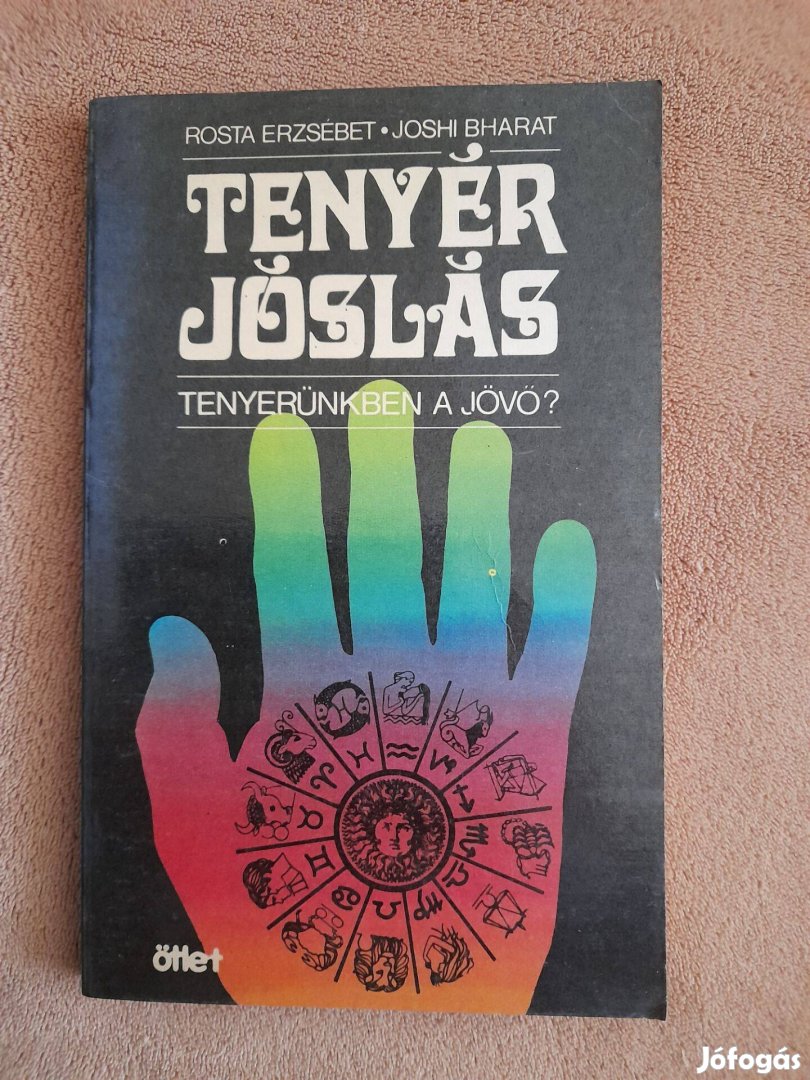 ROSTA ERZSÉBET • JOSHI BHARAT
TENYÉR
JÓSLÁS
TENYERÜNKBEN A JÖVŐ?
ötlet
Jófogás